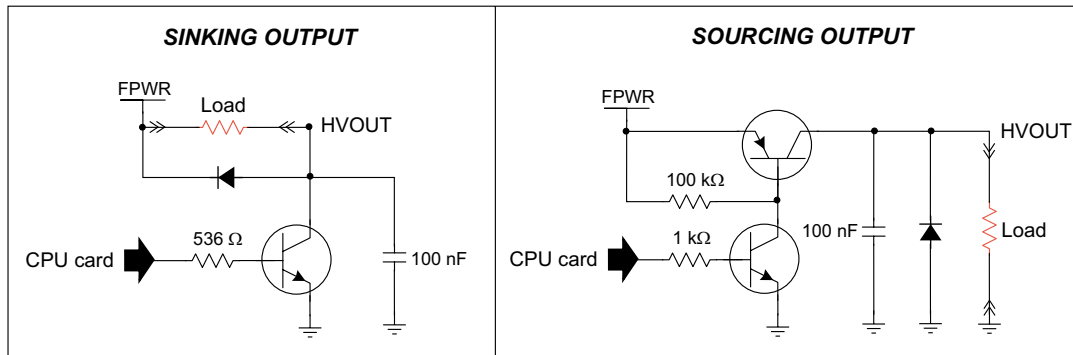 SINKING OUTPUT
FPWR
Load
HVOUT
536 Ω
CPU card
100 nF
SOURCING OUTPUT
FPWR
HVOUT
100 kΩ
1 kΩ
100 nF
Load
CPU card